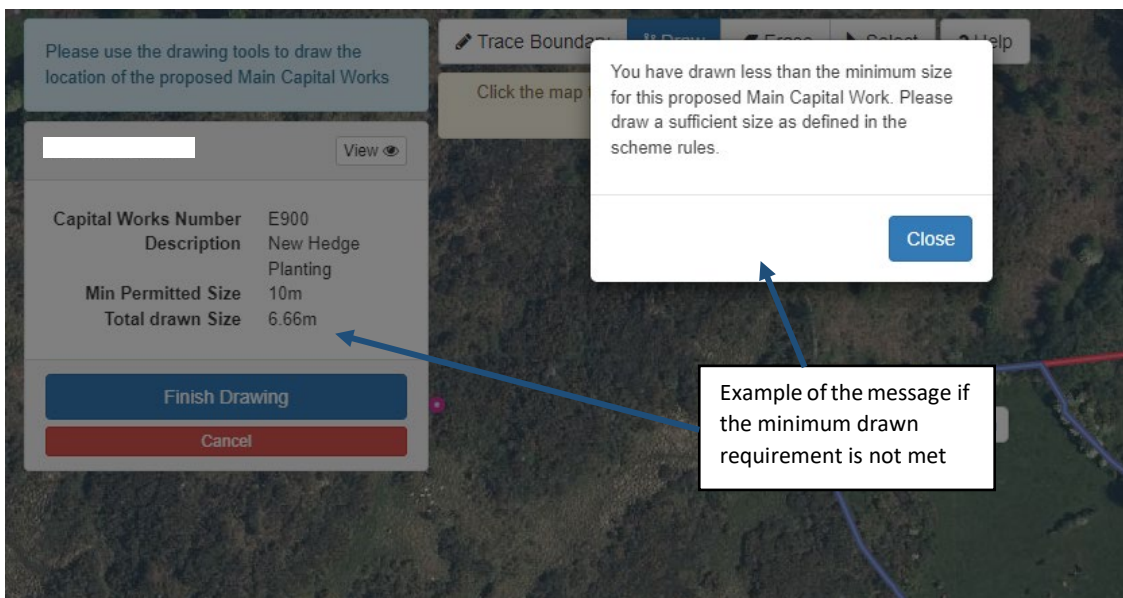 Please use the drawing tools to draw the
location of the proposed Main Capital Works
View
Capital Works Number E900
Description New Hedge
Planting
Min Permitted Size 10m
Total drawn Size 6.66m
Finish Drawing
Cancel
Trace Boundary Draw Erase Select ? Help
Click the map
You have drawn less than the minimum size
for this proposed Main Capital Work. Please
draw a sufficient size as defined in the
scheme rules.
Close
Example of the message if
the minimum drawn
requirement is not met